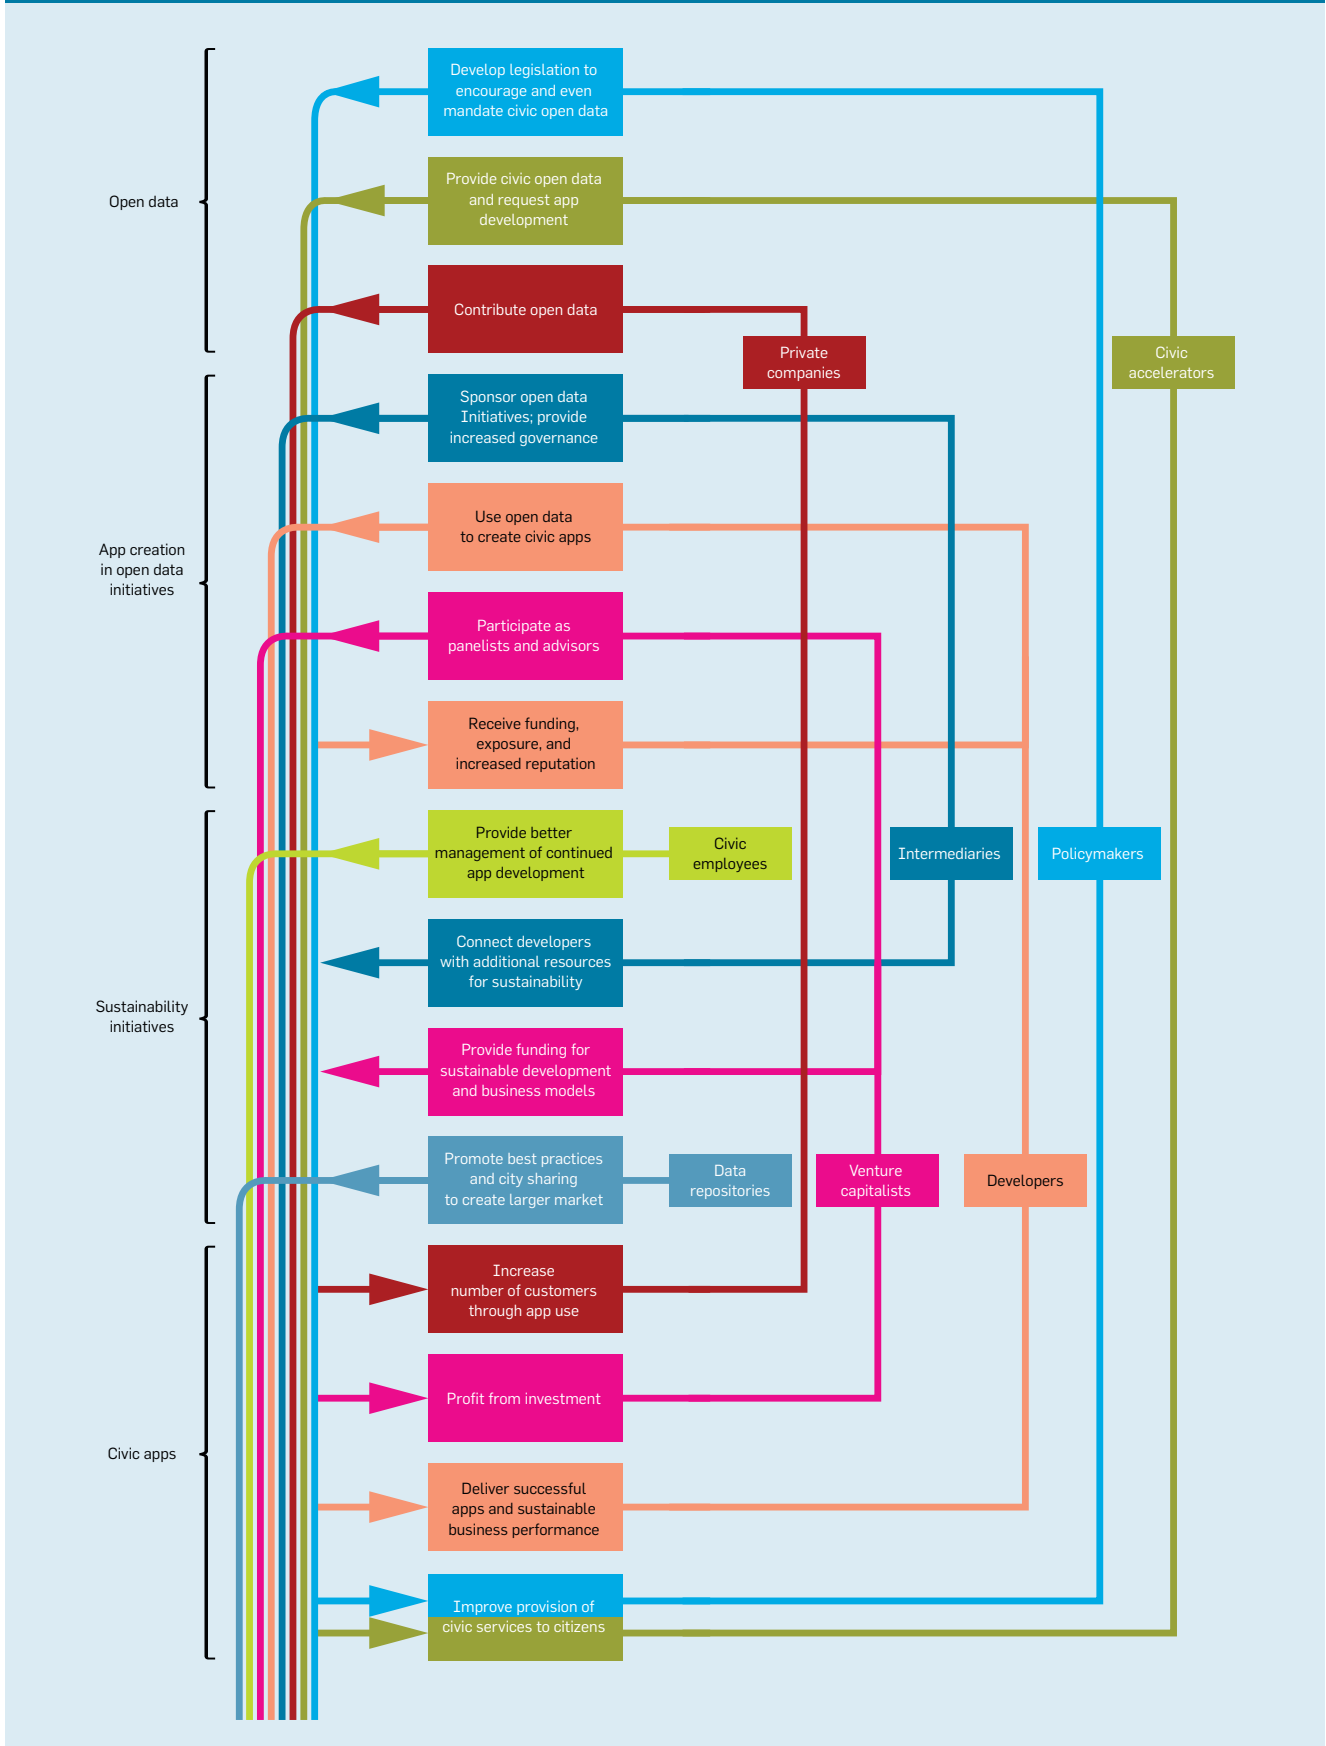 Develop legislation to
encourage and even
mandate civic open data
Provide civic open data
and request app
development
Open data
Contribute open data
Private
companies
Civic
accelerators
Sponsor open data
Initiatives; provide
increased governance
Use open data
to create civic apps
App creation
in open data
initiatives
Participate as
panelists and advisors
Receive funding,
exposure, and
increased reputation
Provide better
management of continued
app development
Civic
employees
Intermediaries
Policymakers
Connect developers
with additional resources
for sustainability
Sustainability
initiatives
Provide funding for
sustainable development
and business models
Promote best practices
and city sharing
to create larger market
Data
repositories
Venture
capitalists
Developers
Increase
number of customers
through app use
Profit from investment
Civic apps
Deliver successful
apps and sustainable
business performance
Improve provision of
civic services to citizens